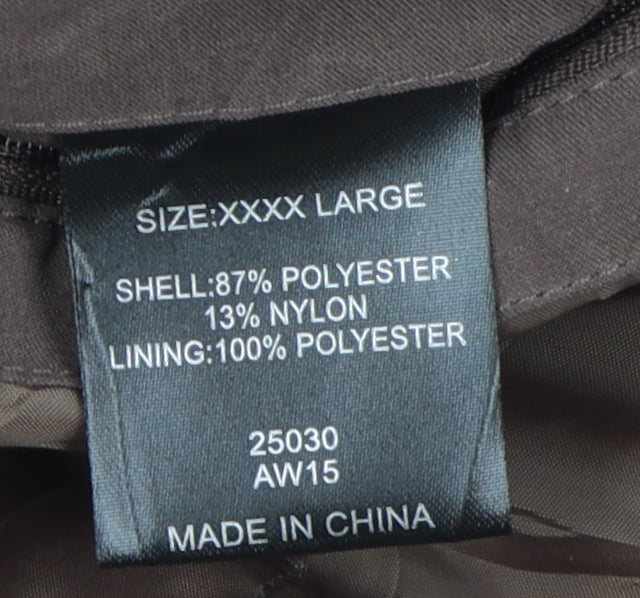 SIZE:XXXX LARGE
SHELL:87% POLYESTER
13% NYLON
LINING:100% POLYESTER
25030
AW15
MADE IN CHINA